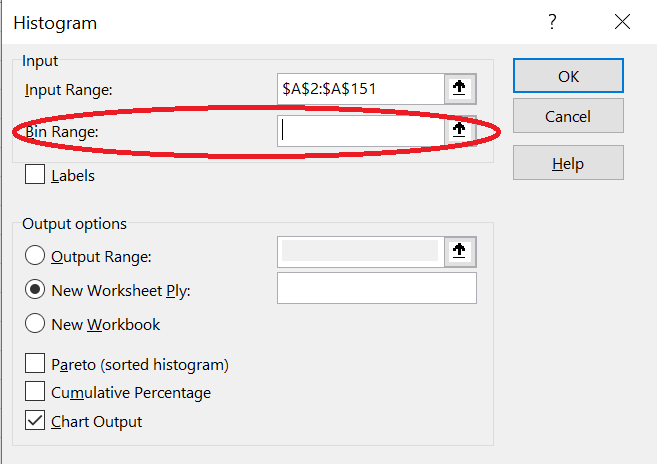 Histogram
? ×
Input
Input Range: $A$2:$A$151
Bin Range:
Labels
OK
Cancel
Help
Output options
Output Range:
New Worksheet Ply:
New Workbook
Pareto (sorted histogram)
Cumulative Percentage
Chart Output